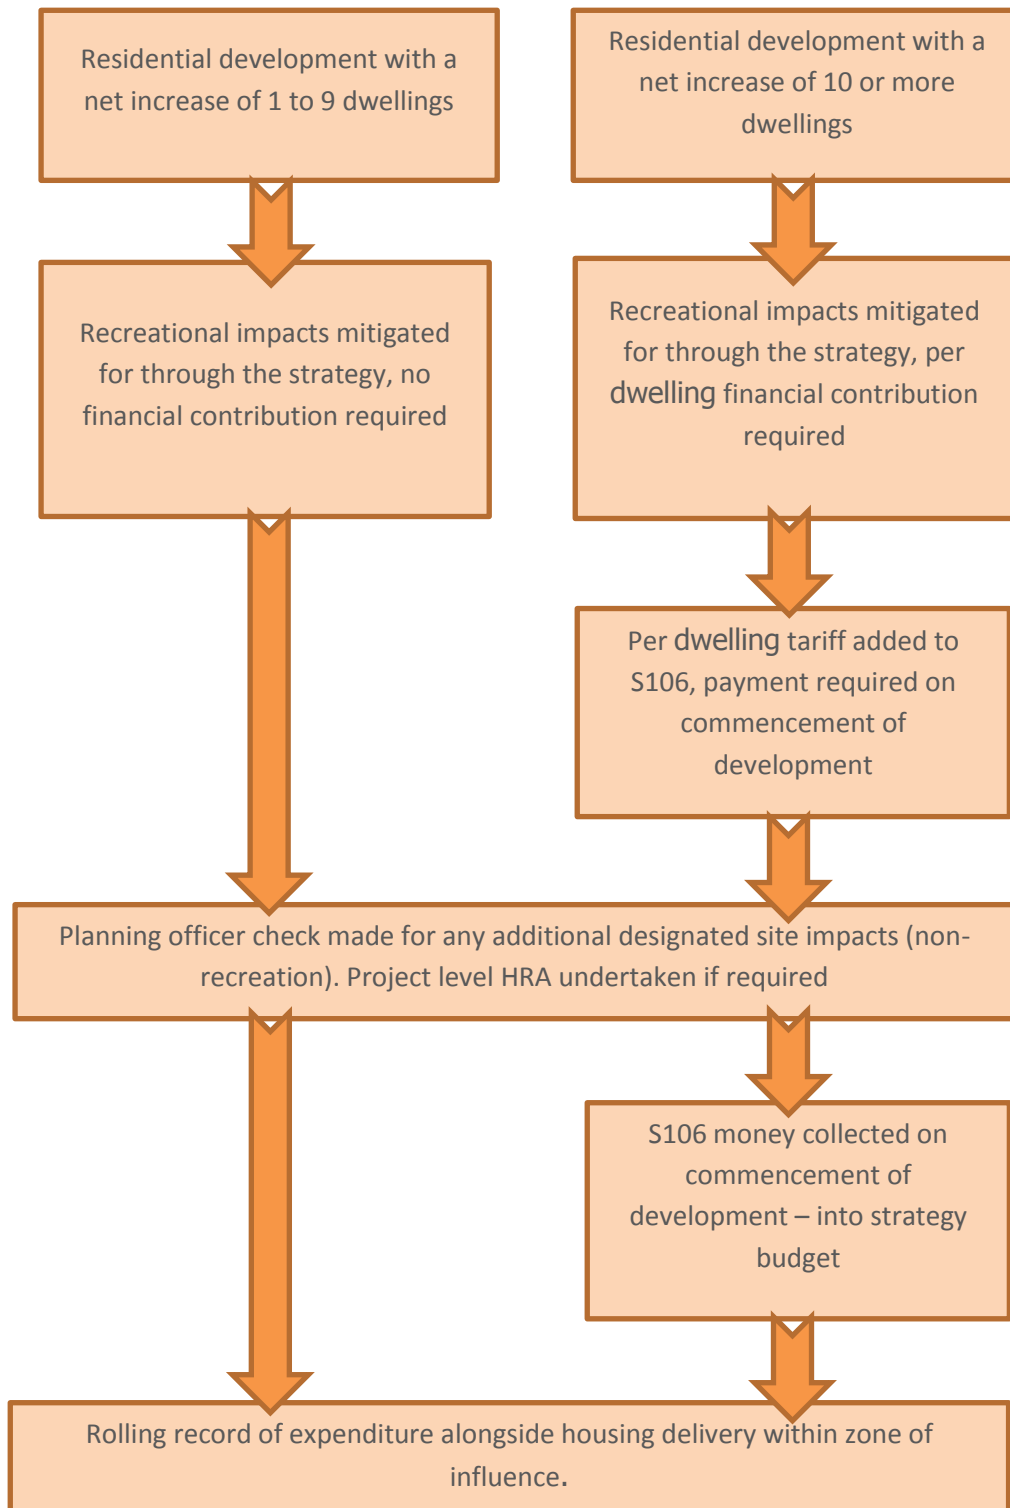 Residential development with a
net increase of 1 to 9 dwellings
Residential development with a
net increase of 10 or more
dwellings
Recreational impacts mitigated
for through the strategy, no
financial contribution required
Recreational impacts mitigated
for through the strategy, per
dwelling financial contribution
required
Per dwelling tariff added to
S106, payment required on
commencement of
development
Planning officer check made for any additional designated site impacts (non-
recreation). Project level HRA undertaken if required
S106 money collected on
commencement of
development – into strategy
budget
Rolling record of expenditure alongside housing delivery within zone of
influence.